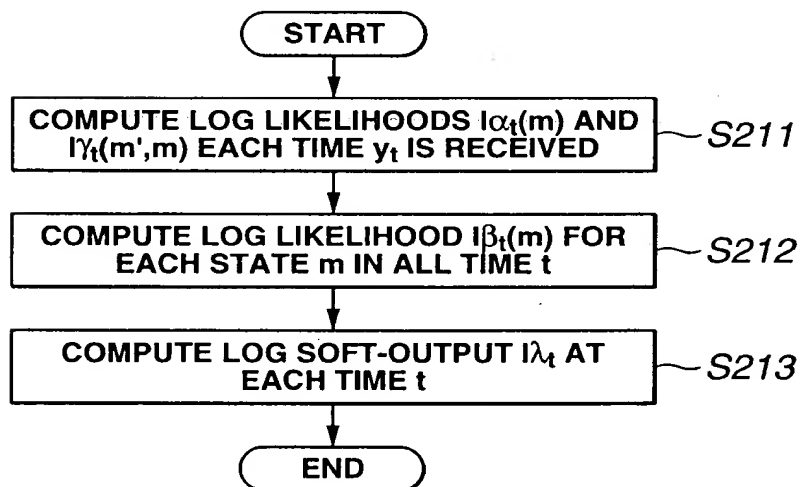 START
COMPUTE LOG LIKELIHOODS Iαt(m) AND
Iγt(m',m) EACH TIME yt IS RECEIVED
S211
COMPUTE LOG LIKELIHOOD Iβt(m) FOR
EACH STATE m IN ALL TIME t
S212
COMPUTE LOG SOFT-OUTPUT Iλt AT
EACH TIME t
S213
END